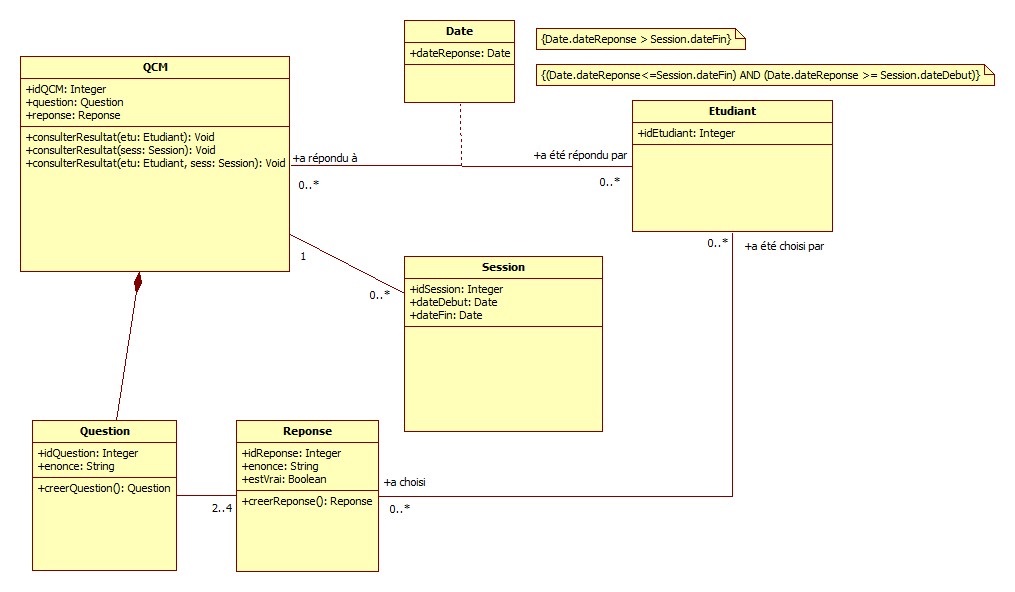 Date
+dateReponse: Date
{Date.dateReponse > Session.dateFin}
{(Date.dateReponse<=Session.dateFin) AND (Date.dateReponse >= Session.dateDebut)}
QCM
+idQCM: Integer
+question: Question
+reponse: Reponse
+consulterResultat(etu: Etudiant): Void
+consulterResultat(sess: Session): Void
+consulterResultat(etu: Etudiant, sess: Session): Void
Etudiant
+idEtudiant: Integer
+a répondu à
0..*
+a été répondu par
0..*
1
0..*
0..*
+a été choisi par
Session
+idSession: Integer
+dateDebut: Date
+dateFin: Date
Question
+idQuestion: Integer
+enonce: String
+creerQuestion(): Question
2..4
Reponse
+idReponse: Integer
+enonce: String
+estVrai: Boolean
+creerReponse(): Reponse
+a choisi
0..*